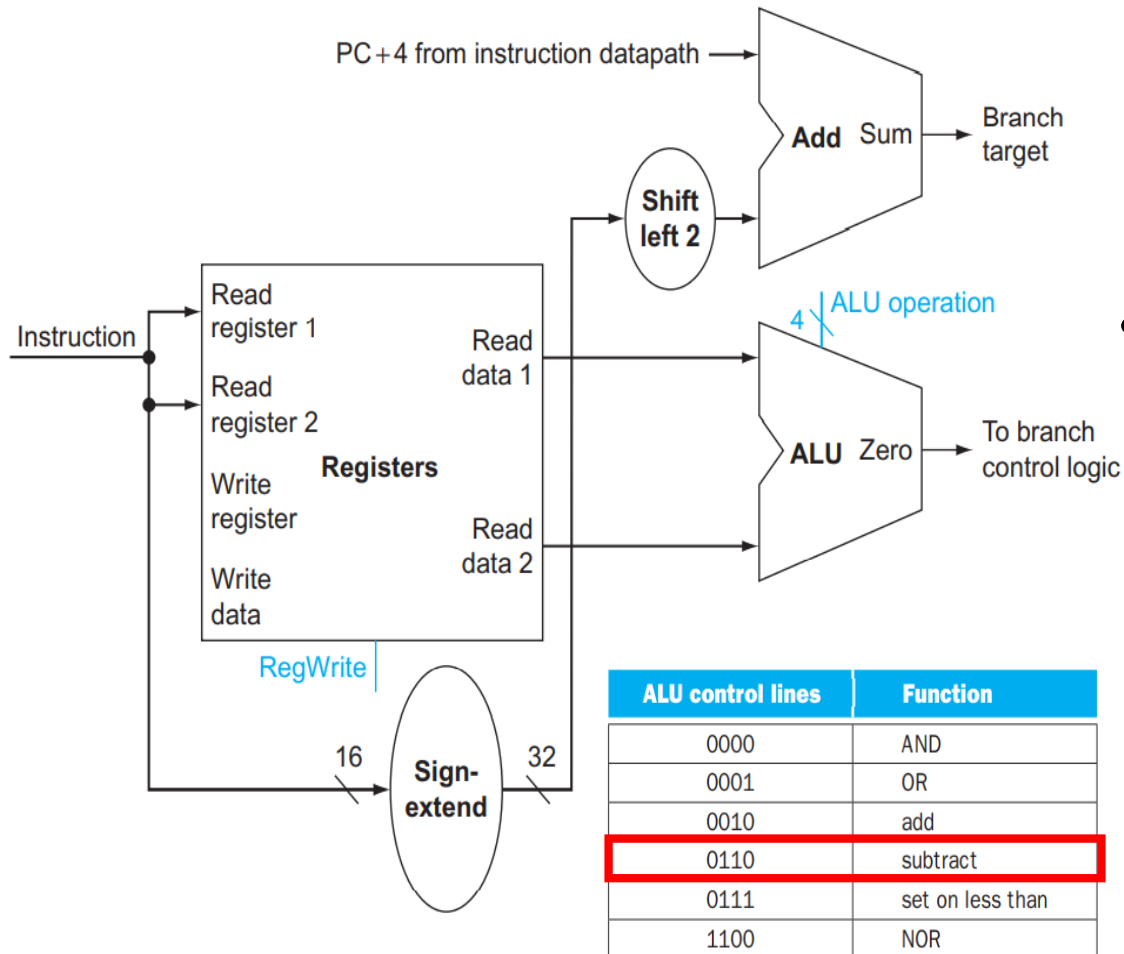 PC+4 from instruction datapath
Add Sum
Branch
target
Shift
left 2
Instruction
Read
register 1
Read
register 2
Write
register
Write
data
Registers
Read
data 1
Read
data 2
RegWrite
4
ALU operation
ALU Zero
To branch
control logic
16
Sign-
extend
32
ALU control lines Function
0000 AND
0001 OR
0010 add
0110 subtract
0111 set on less than
1100 NOR